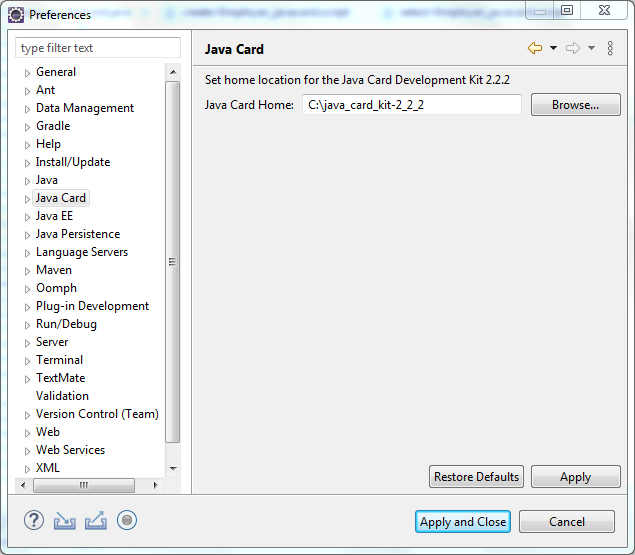 Preferences
type filter text
General
Ant
Data Management
Gradle
Help
Install/Update
Java
Java Card
Java EE
Java Persistence
Language Servers
Maven
Oomph
Plug-in Development
Run/Debug
Server
Terminal
TextMate
Validation
Version Control (Team)
Web
Web Services
XML
Java Card
Set home location for the Java Card Development Kit 2.2.2
Java Card Home: C:\java_card_kit-2_2_2 Browse...
Restore Defaults Apply
Apply and Close Cancel